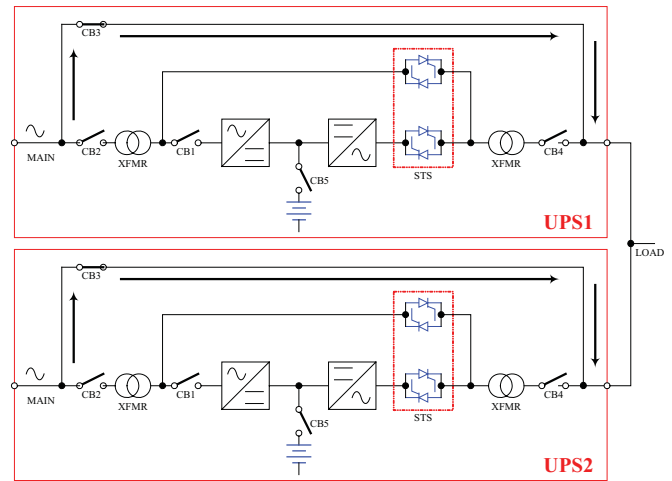 CB3
MAIN
CB2
XFMR
CB1
CB5
STS
XFMR
CB4
UPS1
LOAD
CB3
MAIN
CB2
XFMR
CB1
CB5
STS
XFMR
CB4
UPS2